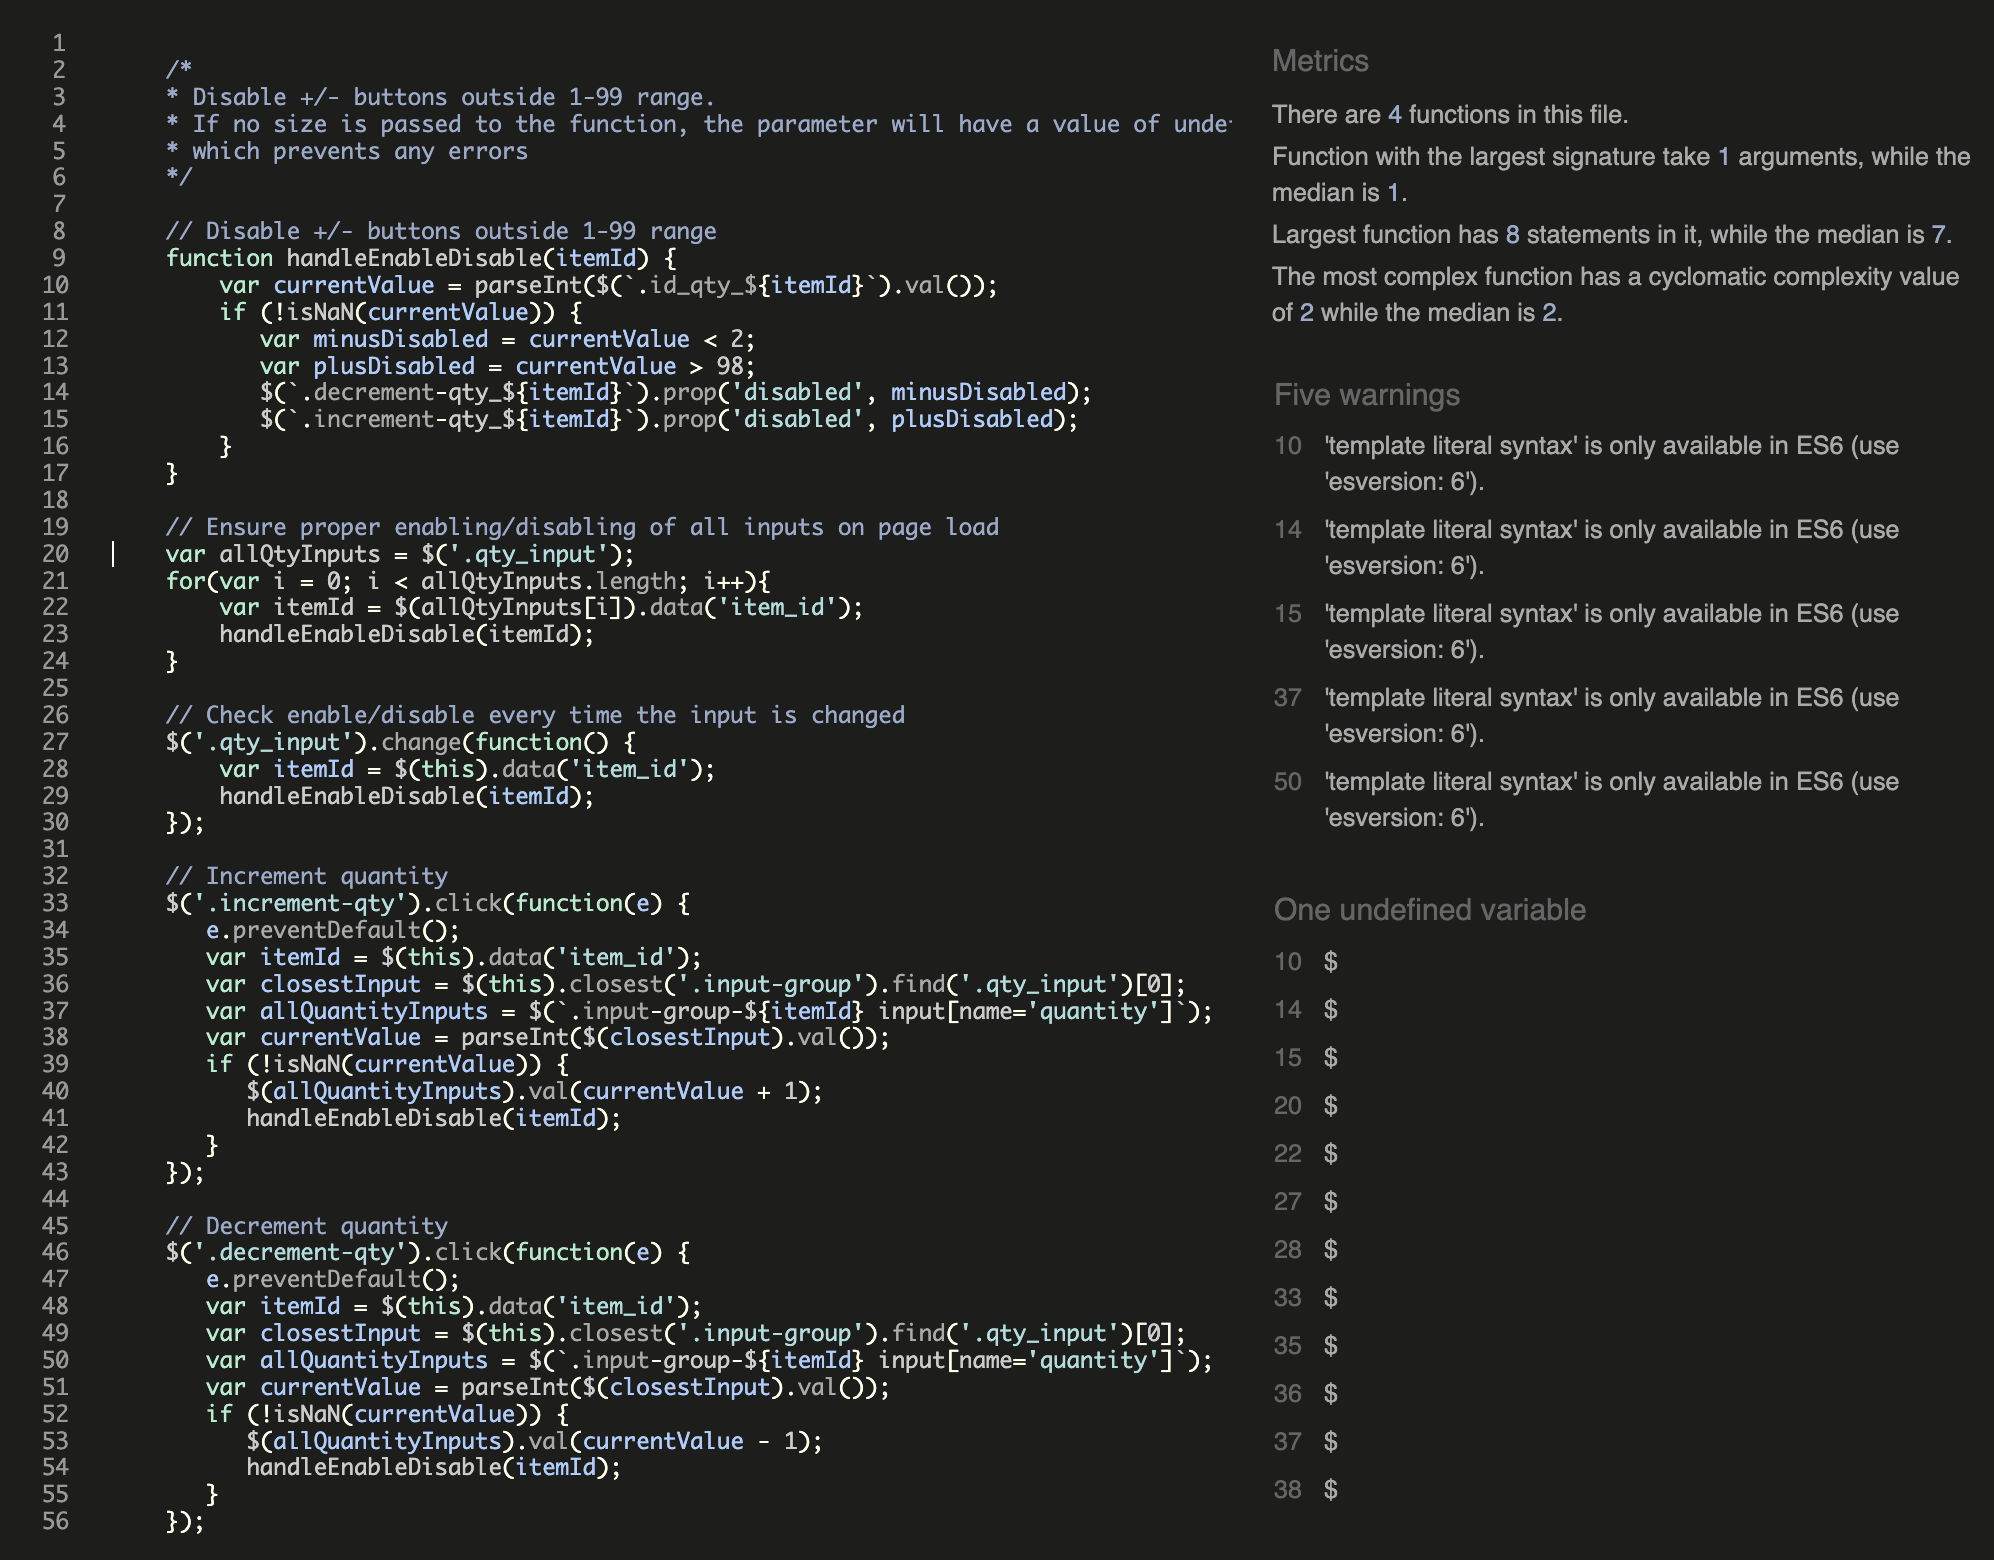 1
2 /*
3 * Disable +/- buttons outside 1-99 range.
4 * If no size is passed to the function, the parameter will have a value of unde
5 * which prevents any errors
6 */
7
8 // Disable +/- buttons outside 1-99 range
9 function handleEnableDisable(itemId) {
10     var currentValue = parseInt($(`.id_qty_${itemId}`).val());
11     if (!isNaN(currentValue)) {
12        var minusDisabled = currentValue < 2;
13        var plusDisabled = currentValue > 98;
14        $(`.decrement-qty_${itemId}`).prop('disabled', minusDisabled);
15        $(`.increment-qty_${itemId}`).prop('disabled', plusDisabled);
16     }
17 }
18
19 // Ensure proper enabling/disabling of all inputs on page load
20 var allQtyInputs = $('.qty_input');
21 for(var i = 0; i < allQtyInputs.length; i++){
22     var itemId = $(allQtyInputs[i]).data('item_id');
23     handleEnableDisable(itemId);
24 }
25
26 // Check enable/disable every time the input is changed
27 $('.qty_input').change(function() {
28     var itemId = $(this).data('item_id');
29     handleEnableDisable(itemId);
30 });
31
32 // Increment quantity
33 $('.increment-qty').click(function(e) {
34    e.preventDefault();
35    var itemId = $(this).data('item_id');
36    var closestInput = $(this).closest('.input-group').find('.qty_input')[0];
37    var allQuantityInputs = $(`.input-group-${itemId} input[name='quantity']`);
38    var currentValue = parseInt($(closestInput).val());
39    if (!isNaN(currentValue)) {
40       $(allQuantityInputs).val(currentValue + 1);
41       handleEnableDisable(itemId);
42    }
43 });
44
45 // Decrement quantity
46 $('.decrement-qty').click(function(e) {
47    e.preventDefault();
48    var itemId = $(this).data('item_id');
49    var closestInput = $(this).closest('.input-group').find('.qty_input')[0];
50    var allQuantityInputs = $(`.input-group-${itemId} input[name='quantity']`);
51    var currentValue = parseInt($(closestInput).val());
52    if (!isNaN(currentValue)) {
53       $(allQuantityInputs).val(currentValue - 1);
54       handleEnableDisable(itemId);
55    }
56 });
Metrics
There are 4 functions in this file.
Function with the largest signature take 1 arguments, while the
median is 1.
Largest function has 8 statements in it, while the median is 7.
The most complex function has a cyclomatic complexity value
of 2 while the median is 2.
Five warnings
10 'template literal syntax' is only available in ES6 (use
'esversion: 6').
14 'template literal syntax' is only available in ES6 (use
'esversion: 6').
15 'template literal syntax' is only available in ES6 (use
'esversion: 6').
37 'template literal syntax' is only available in ES6 (use
'esversion: 6').
50 'template literal syntax' is only available in ES6 (use
'esversion: 6').
One undefined variable
10 $
14 $
15 $
20 $
22 $
27 $
28 $
33 $
35 $
36 $
37 $
38 $